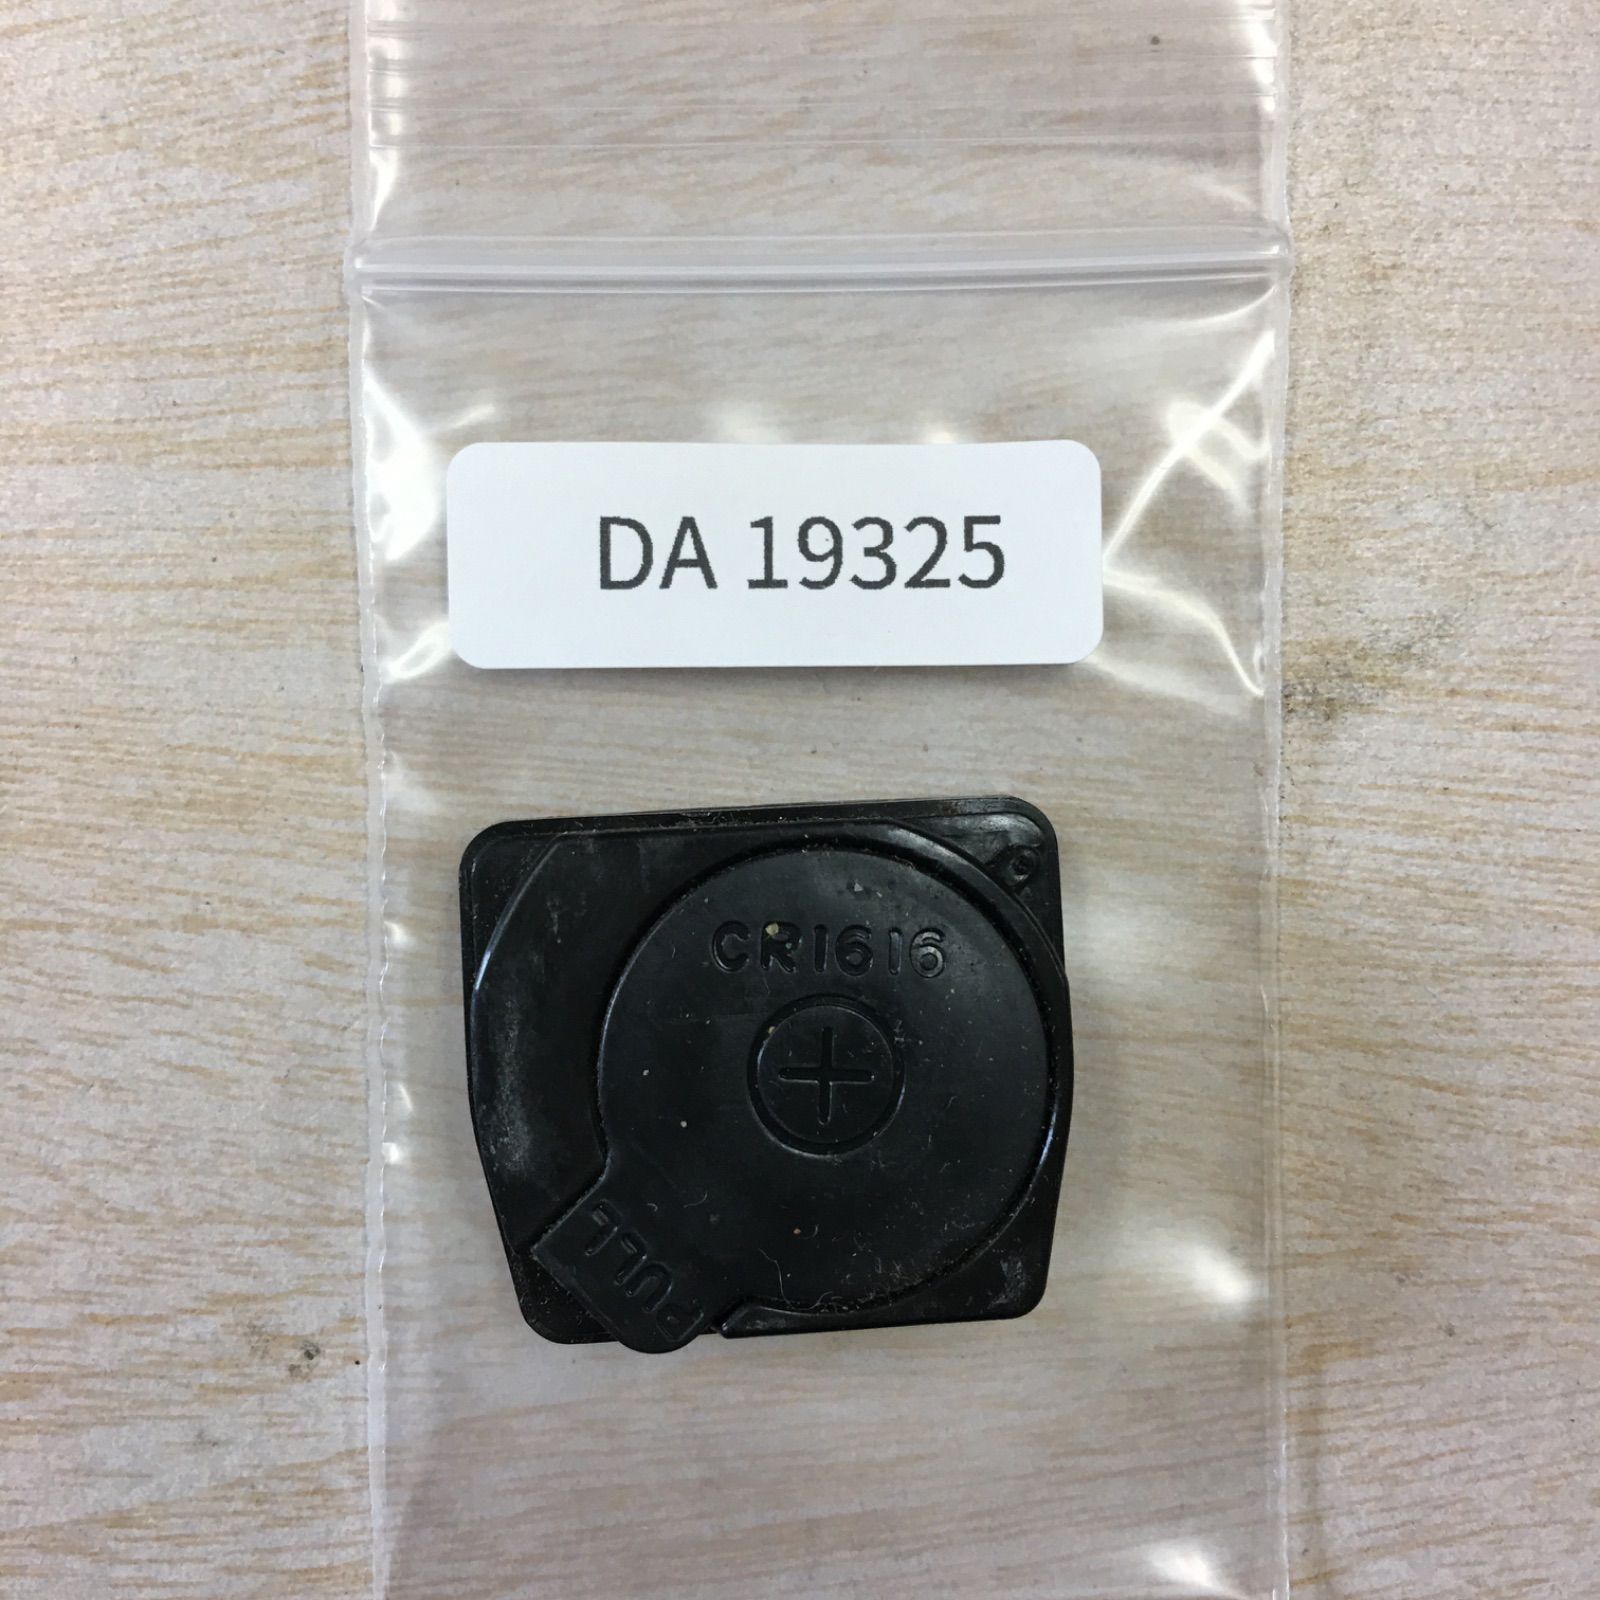 DA 19325
CR1616
+
PULL